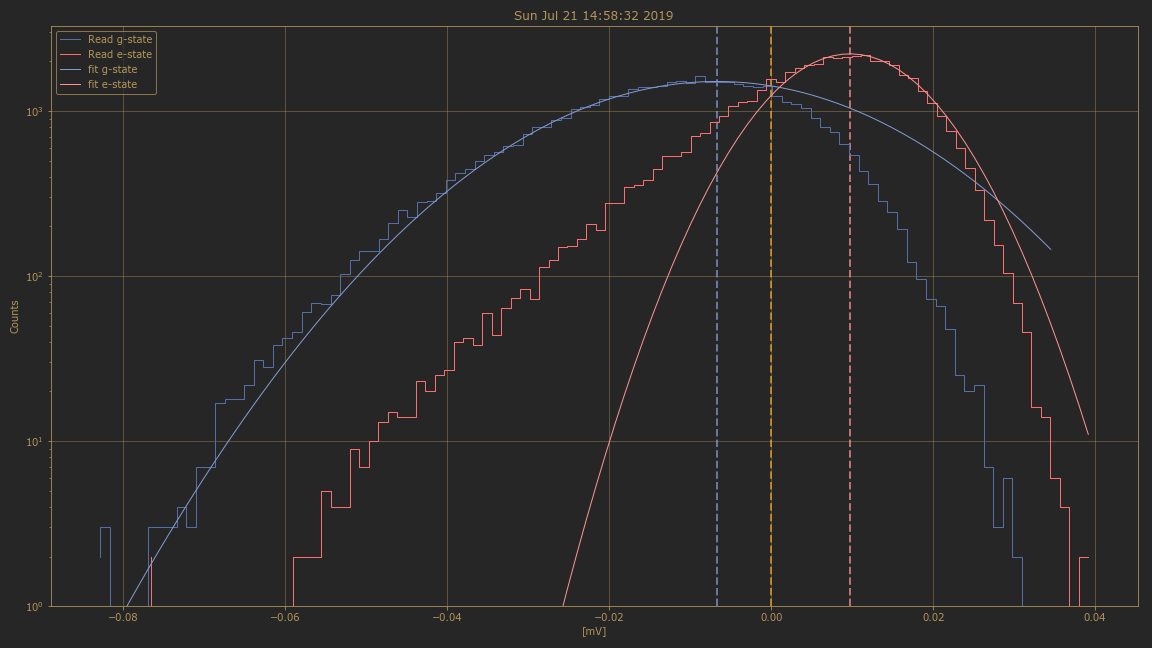 Sun Jul 21 14:58:32 2019
Read g-state
Read e-state
fit g-state
fit e-state
Counts
10³
10²
10¹
10⁰
−0.08
−0.06
−0.04
−0.02
0.00
0.02
0.04
[mV]